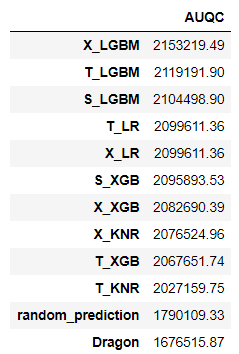 AUQC
X_LGBM 2153219.49
T_LGBM 2119191.90
S_LGBM 2104498.90
T_LR 2099611.36
X_LR 2099611.36
S_XGB 2095893.53
X_XGB 2082690.39
X_KNR 2076524.96
T_XGB 2067651.74
T_KNR 2027159.75
random_prediction 1790109.33
Dragon 1676515.87